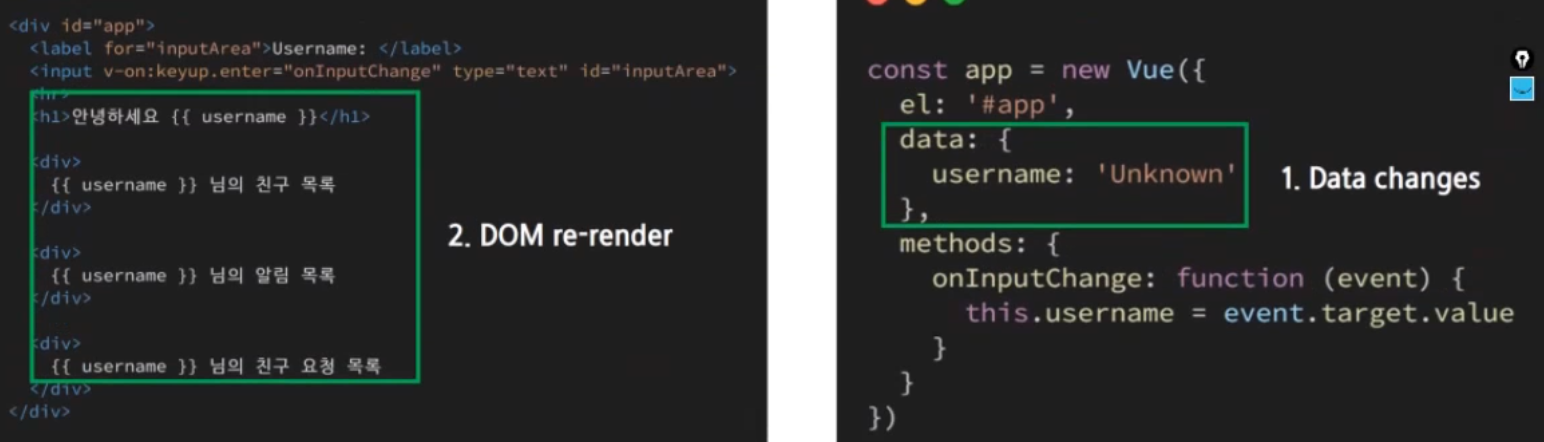 <div id="app">
<label for="inputArea">Username: </label>
<input v-on:keyup.enter="onInputChange" type="text" id="inputArea">
<hr>
<h1>안녕하세요 {{ username }}</h1>
<div>
{{ username }} 님의 친구 목록
</div>
<div>
{{ username }} 님의 알림 목록
</div>
<div>
{{ username }} 님의 친구 요청 목록
</div>
</div>
2. DOM re-render
const app = new Vue({
el: '#app',
data: {
username: 'Unknown'
},
methods: {
onInputChange: function (event) {
this.username = event.target.value
}
}
})
1. Data changes